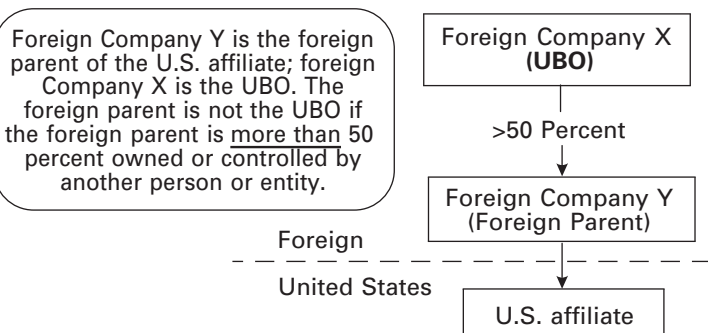 Foreign Company Y is the foreign
parent of the U.S. affiliate; foreign
Company X is the UBO. The
foreign parent is not the UBO if
the foreign parent is more than 50
percent owned or controlled by
another person or entity.
Foreign Company X
(UBO)
>50 Percent
Foreign Company Y
(Foreign Parent)
Foreign
United States
U.S. affiliate